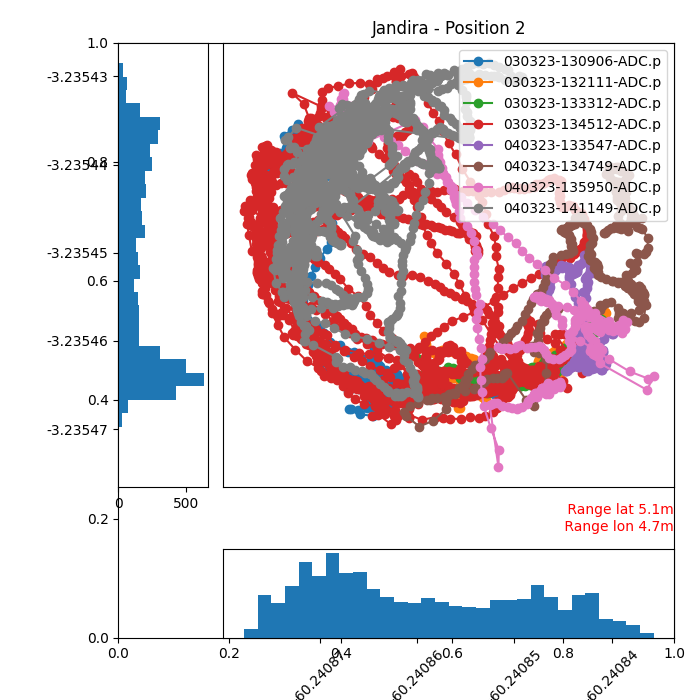 Jandira - Position 2
1.0
-3.23543
0.8
-3.23544
-3.23545
0.6
-3.23546
0.4
-3.23547
030323-130906-ADC.p
030323-132111-ADC.p
030323-133312-ADC.p
030323-134512-ADC.p
040323-133547-ADC.p
040323-134749-ADC.p
040323-135950-ADC.p
040323-141149-ADC.p
0 500
0.2
Range lat 5.1m
Range lon 4.7m
0.0
0.0 0.2 0.4 0.6 0.8 1.0
-60.24087 -60.24086 -60.24085 -60.24084